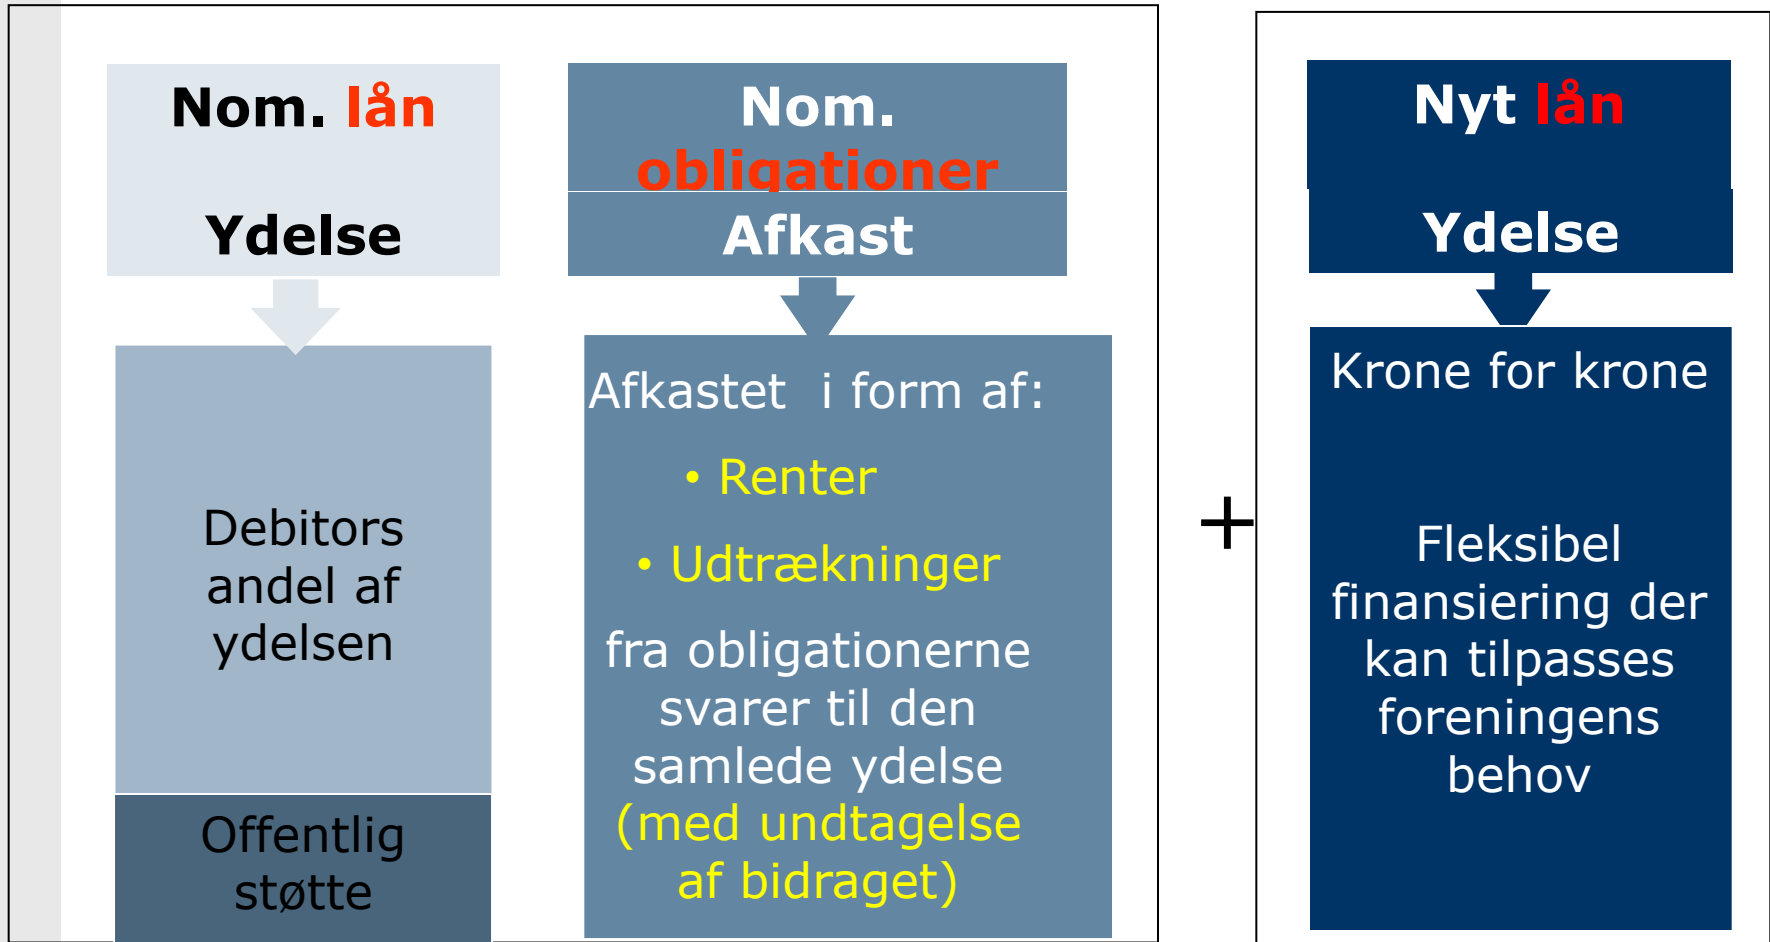 Nom. lån
Ydelse
Debitors
andel af
ydelsen
Offentlig
støtte
Nom.
obligationer
Afkast
Afkastet i form af:
• Renter
• Udtrækninger
fra obligationerne
svarer til den
samlede ydelse
(med undtagelse
af bidraget)
+
Nyt lån
Ydelse
Krone for krone
Fleksibel
finansiering der
kan tilpasses
foreningens
behov